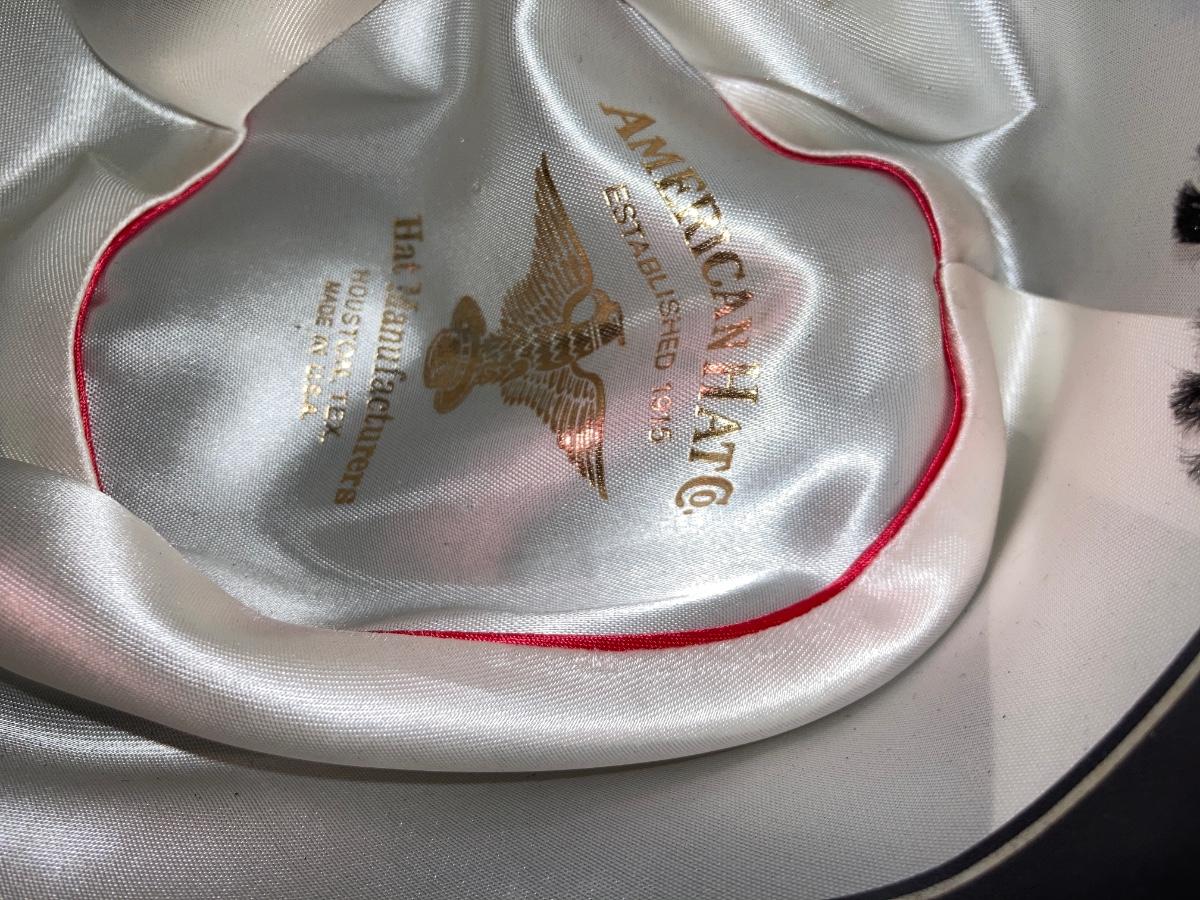 AMERICAN HAT Co.
ESTABLISHED 1915
Hat Manufacturers
HOUSTON, TEX.
MADE IN U.S.A.